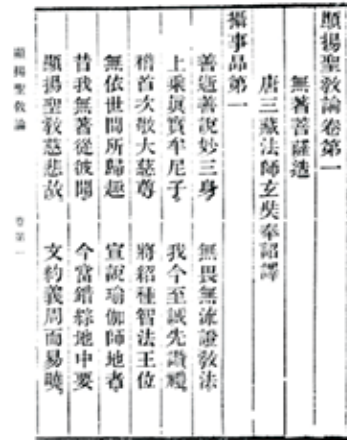 顯揚聖教論卷第一
無著菩薩造
唐三藏法師玄奘奉詔譯
攝事品第一
善逝善說妙三身 無畏無流證教法
上乘真實牟尼子 我今至誠先讚禮
稽首次敬大慈尊 將紹種智法王位
無依世間所歸趣 宣說瑜伽師地者
昔我無著從彼聞 今當錯綜地中要
顯揚聖教慈悲故 文約義周而易曉
顯揚聖教論 卷第一